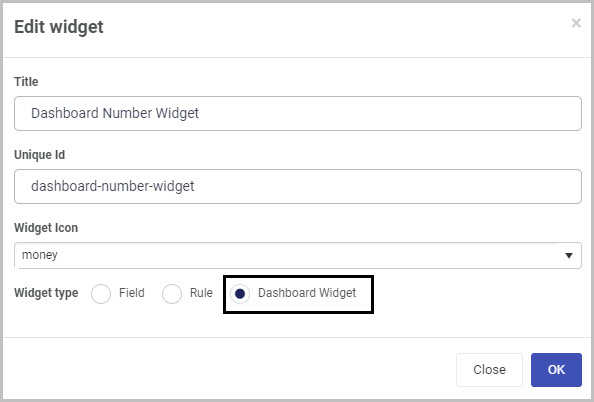 Edit widget
×
Title
Dashboard Number Widget
Unique Id
dashboard-number-widget
Widget Icon
money
Widget type Field Rule Dashboard Widget
Close OK